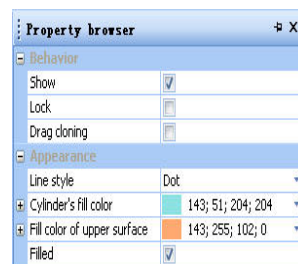 Property browser
Behavior
Show
Lock
Drag cloning
Appearance
Line style Dot
Cylinder's fill color 143; 51; 204; 204
Fill color of upper surface 143; 255; 102; 0
Filled